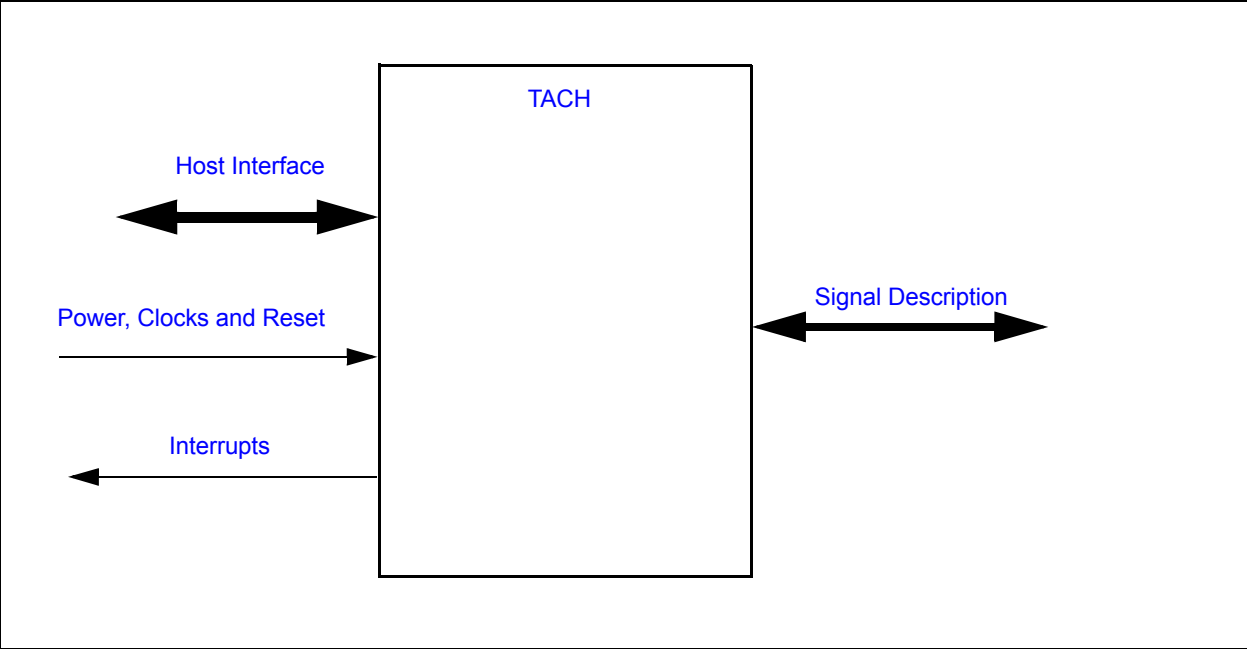 TACH
Host Interface
Signal Description
Power, Clocks and Reset
Interrupts